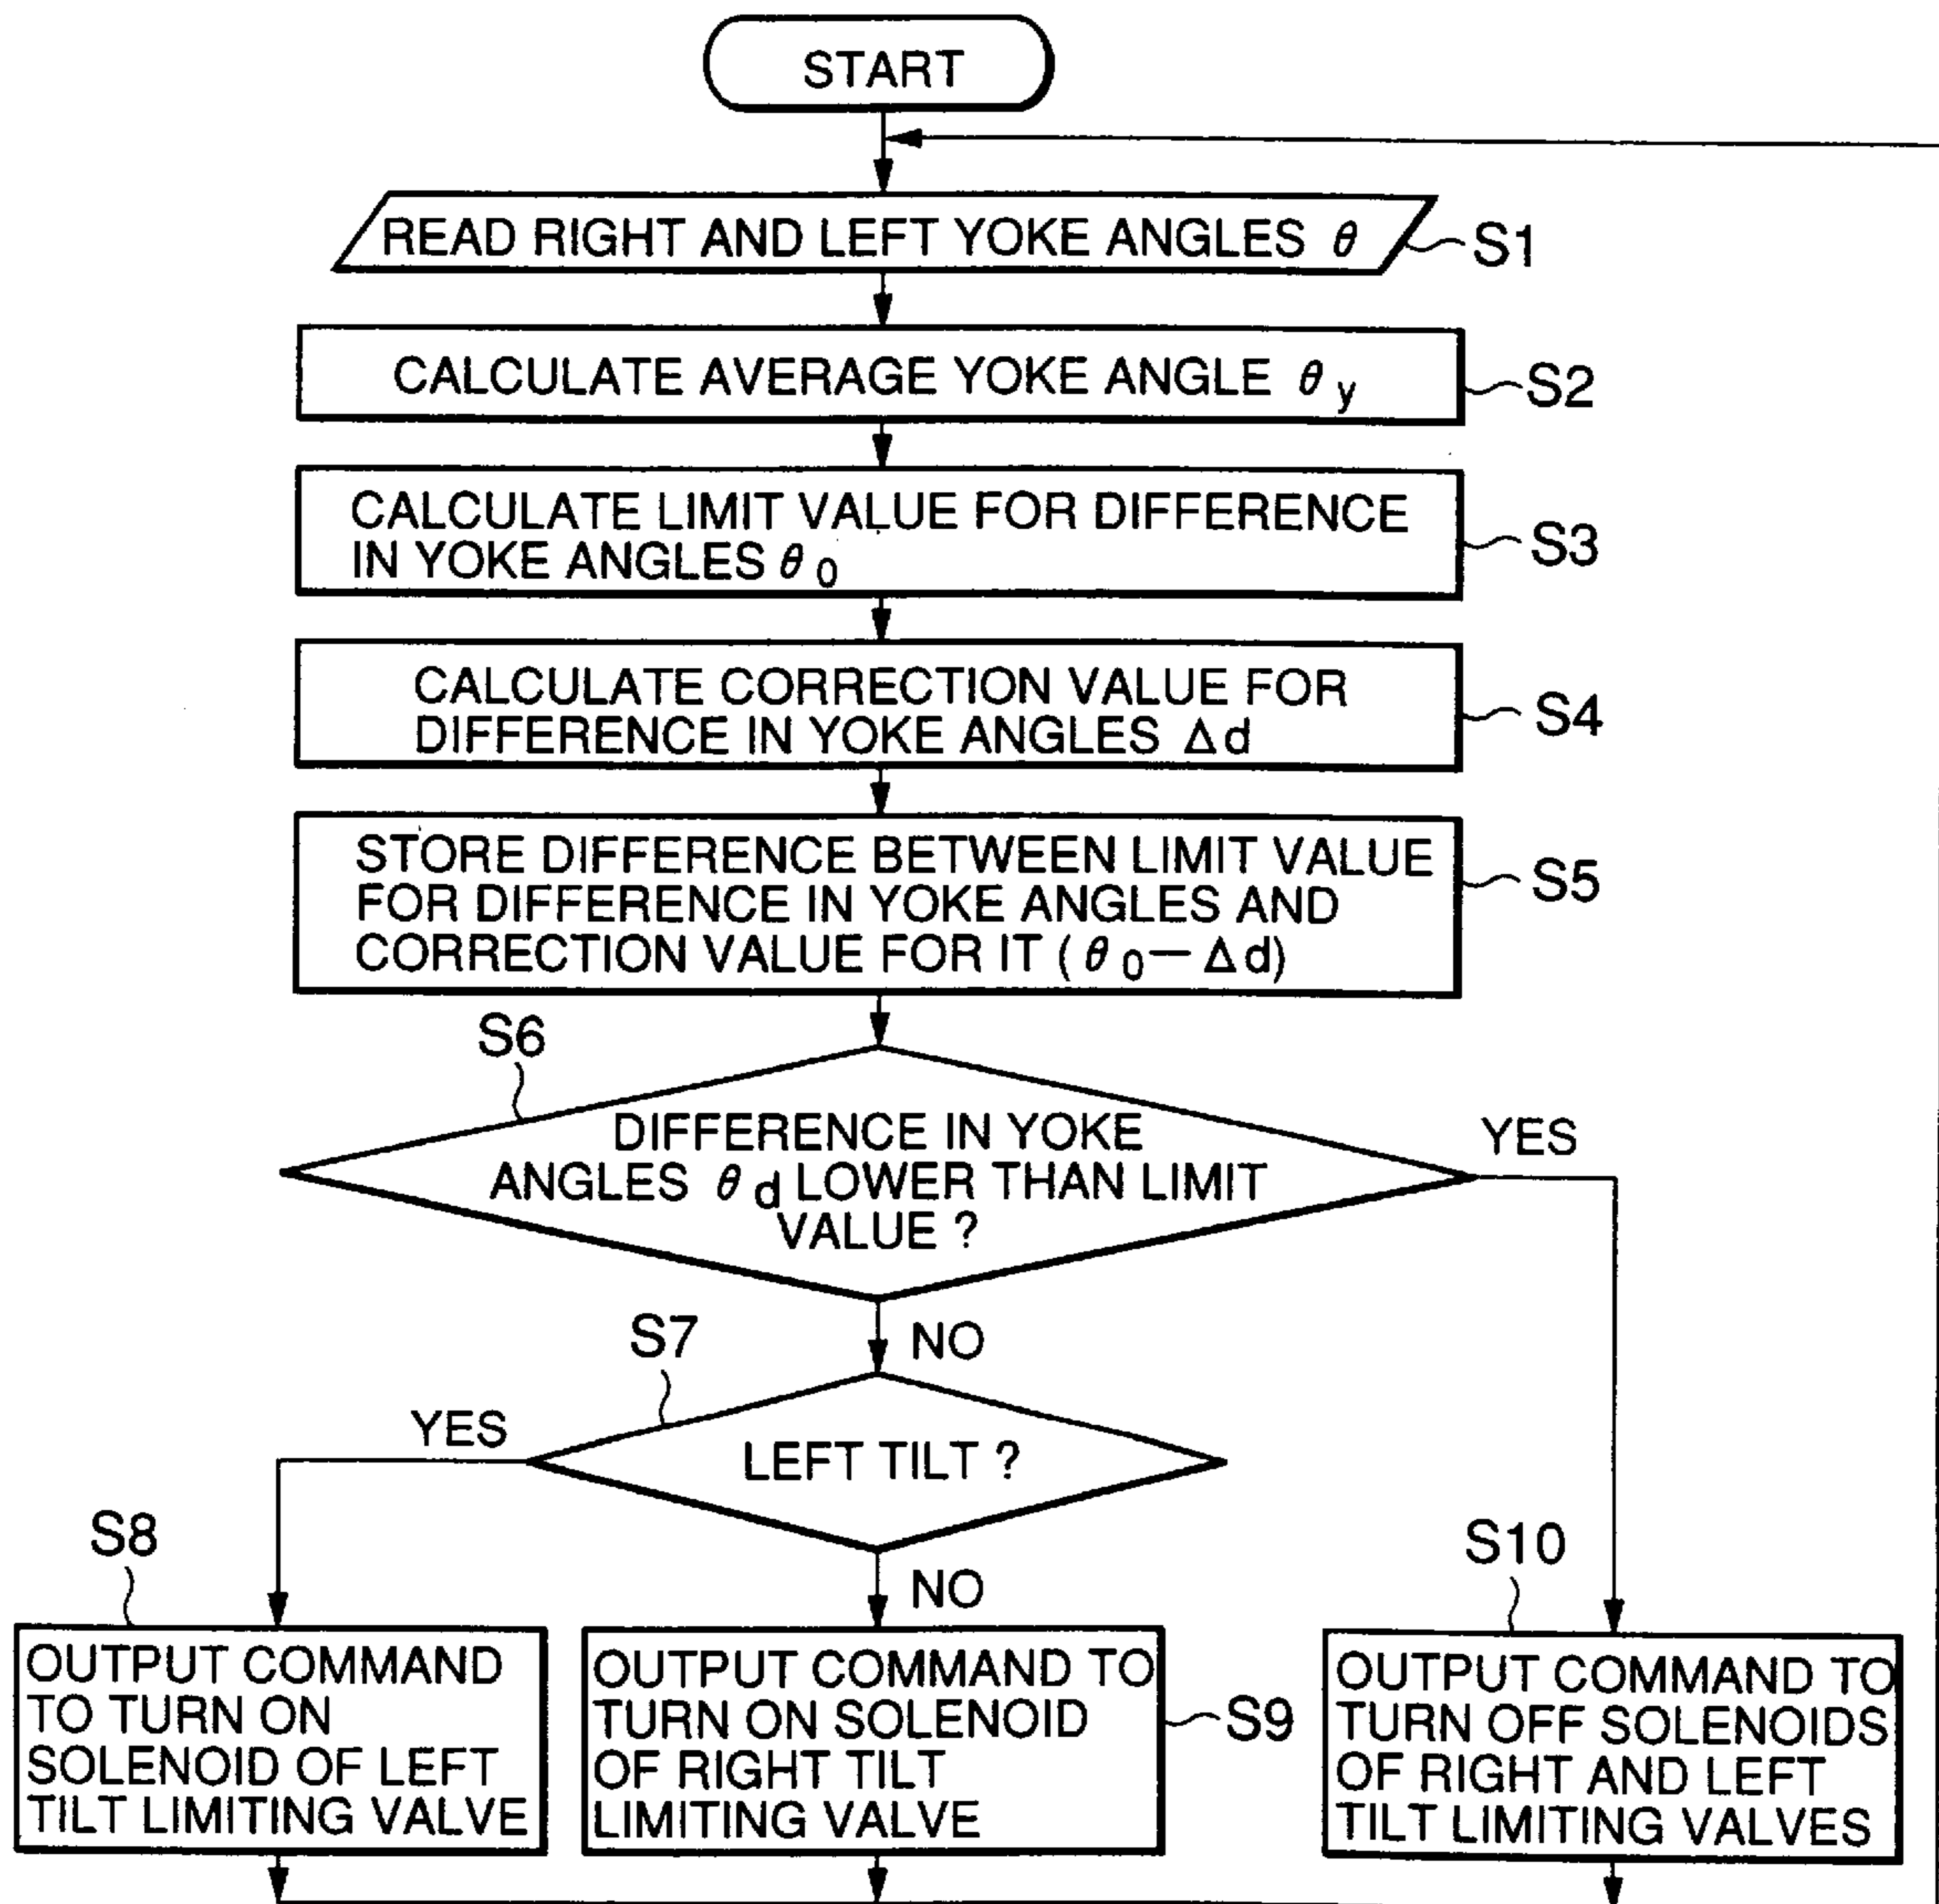 START
READ RIGHT AND LEFT YOKE ANGLES θ
S1
CALCULATE AVERAGE YOKE ANGLE θy
S2
CALCULATE LIMIT VALUE FOR DIFFERENCE
IN YOKE ANGLES θ0
S3
CALCULATE CORRECTION VALUE FOR
DIFFERENCE IN YOKE ANGLES Δd
S4
STORE DIFFERENCE BETWEEN LIMIT VALUE
FOR DIFFERENCE IN YOKE ANGLES AND
CORRECTION VALUE FOR IT (θ0−Δd)
S5
S6
DIFFERENCE IN YOKE
ANGLES θd LOWER THAN LIMIT
VALUE ?
YES
NO
S7
LEFT TILT ?
YES
NO
S8
OUTPUT COMMAND
TO TURN ON
SOLENOID OF LEFT
TILT LIMITING VALVE
OUTPUT COMMAND TO
TURN ON SOLENOID
OF RIGHT TILT
LIMITING VALVE
S9
S10
OUTPUT COMMAND TO
TURN OFF SOLENOIDS
OF RIGHT AND LEFT
TILT LIMITING VALVES